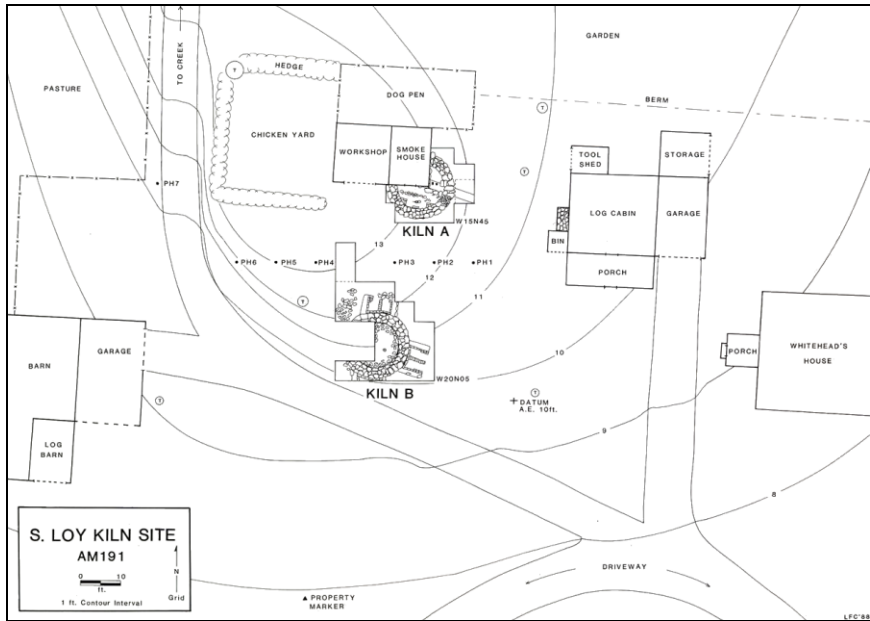 TO CREEK
GARDEN
PASTURE
HEDGE
T
DOG PEN
BERM
T
CHICKEN YARD
WORKSHOP
SMOKE
HOUSE
TOOL
SHED
STORAGE
T
PH7
LOG CABIN
GARAGE
W15N45
KILN A
BIN
13
PH6
PH5
PH4
PH3
PH2
PH1
12
PORCH
11
T
10
PORCH
WHITEHEAD'S
HOUSE
BARN
GARAGE
W20N05
KILN B
T
DATUM
A.E. 10ft.
T
9
LOG
BARN
8
S. LOY KILN SITE
AM191
0 10
ft.
1 ft. Contour Interval
N
Grid
DRIVEWAY
PROPERTY
MARKER
LFC'88